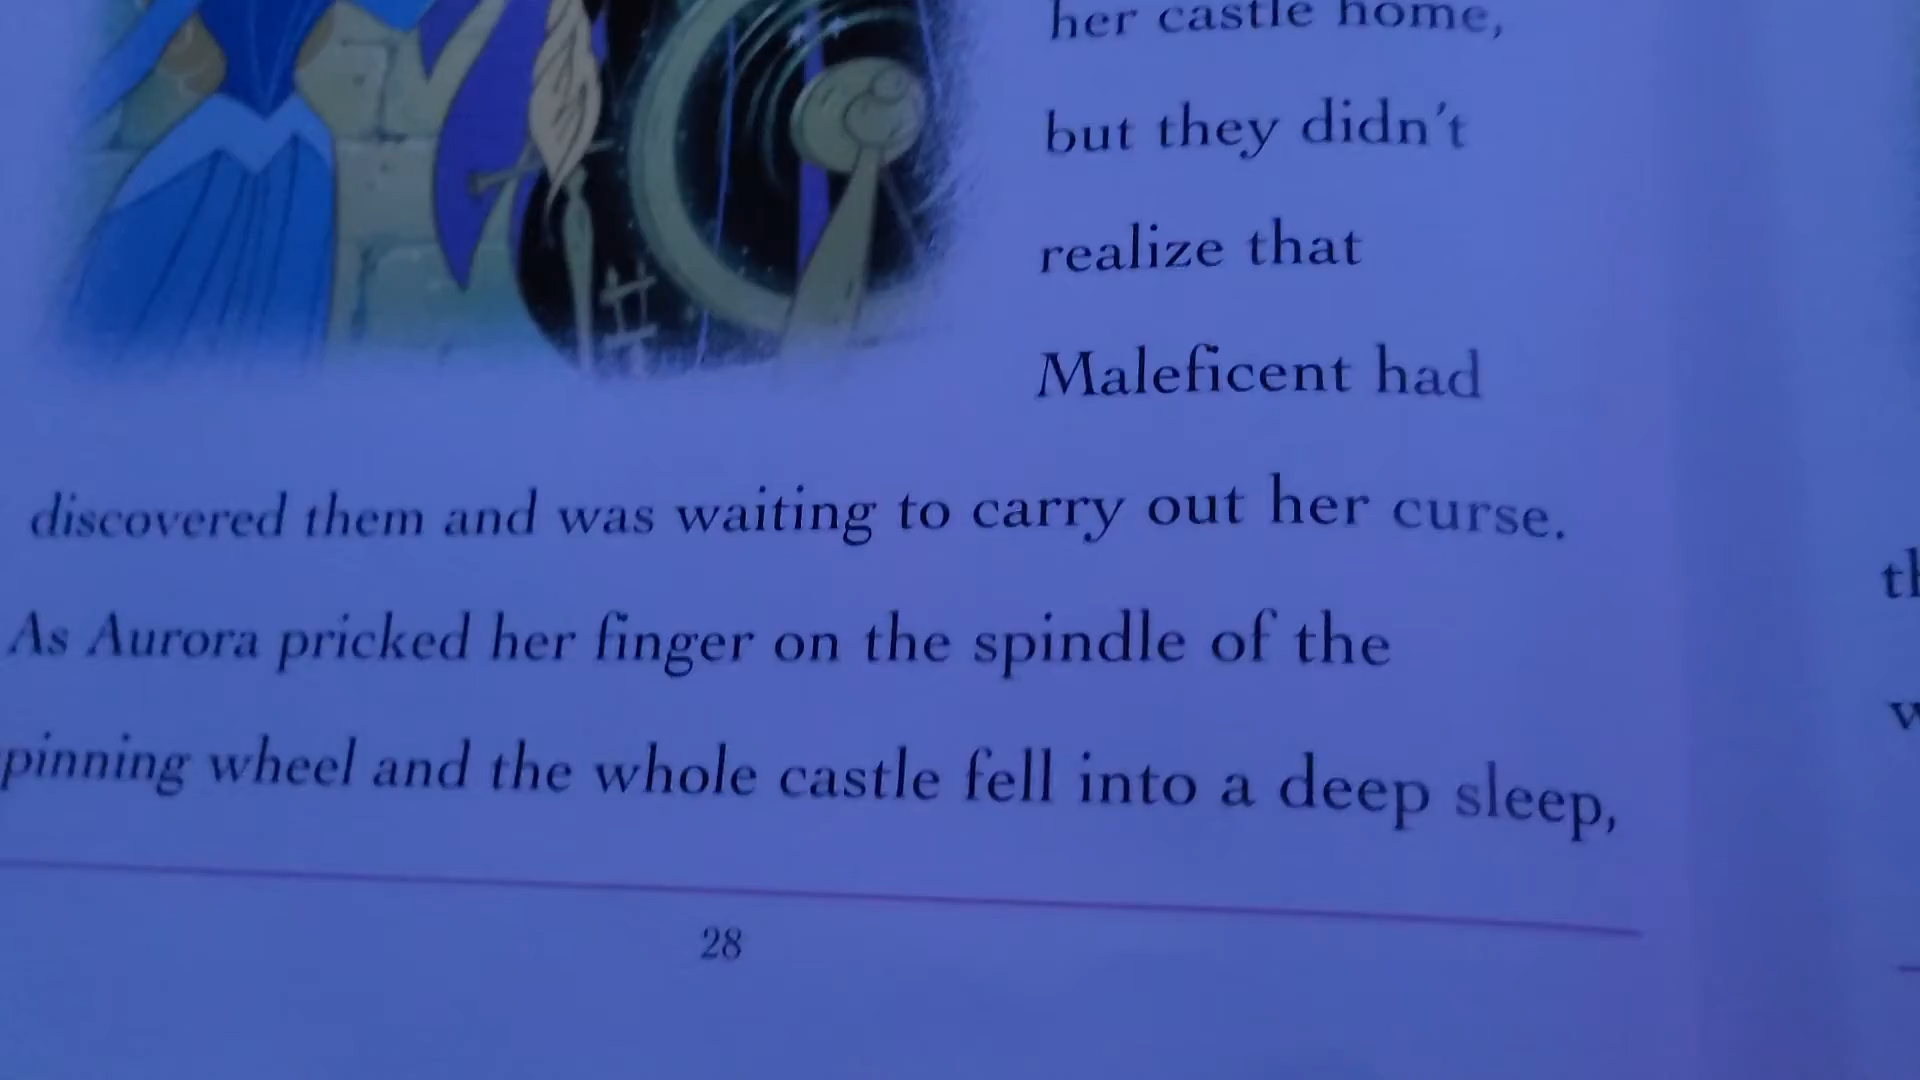 her castle home,
but they didn't
realize that
Maleficent had
discovered them and was waiting to carry out her curse.
As Aurora pricked her finger on the spindle of the
pinning wheel and the whole castle fell into a deep sleep,
28